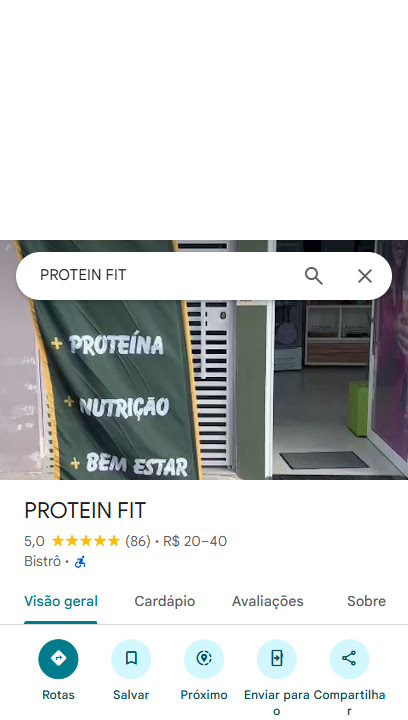 PROTEIN FIT
+ PROTEÍNA
+ NUTRIÇÃO
+ BEM ESTAR
PROTEIN FIT
5,0 (86) • R$ 20–40
Bistrô •
Visão geral Cardápio Avaliações Sobre
Rotas Salvar Próximo Enviar para Compartilha
o r